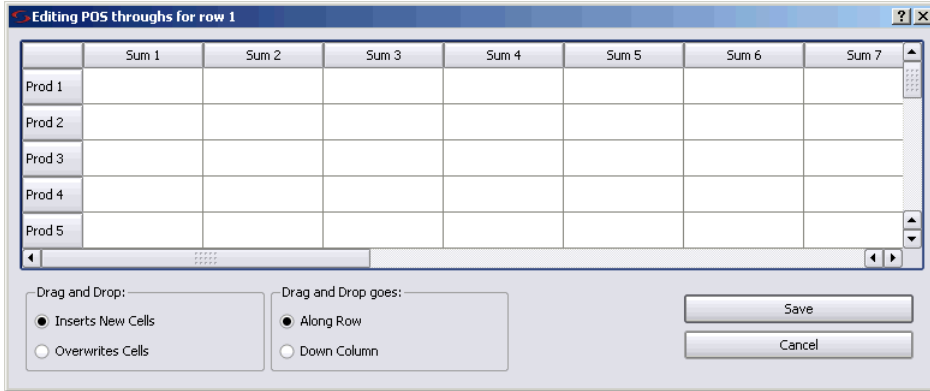 Editing POS throughs for row 1
Sum 1 Sum 2 Sum 3 Sum 4 Sum 5 Sum 6 Sum 7
Prod 1
Prod 2
Prod 3
Prod 4
Prod 5
Drag and Drop: Drag and Drop goes:
Inserts New Cells Along Row Save
Overwrites Cells Down Column Cancel